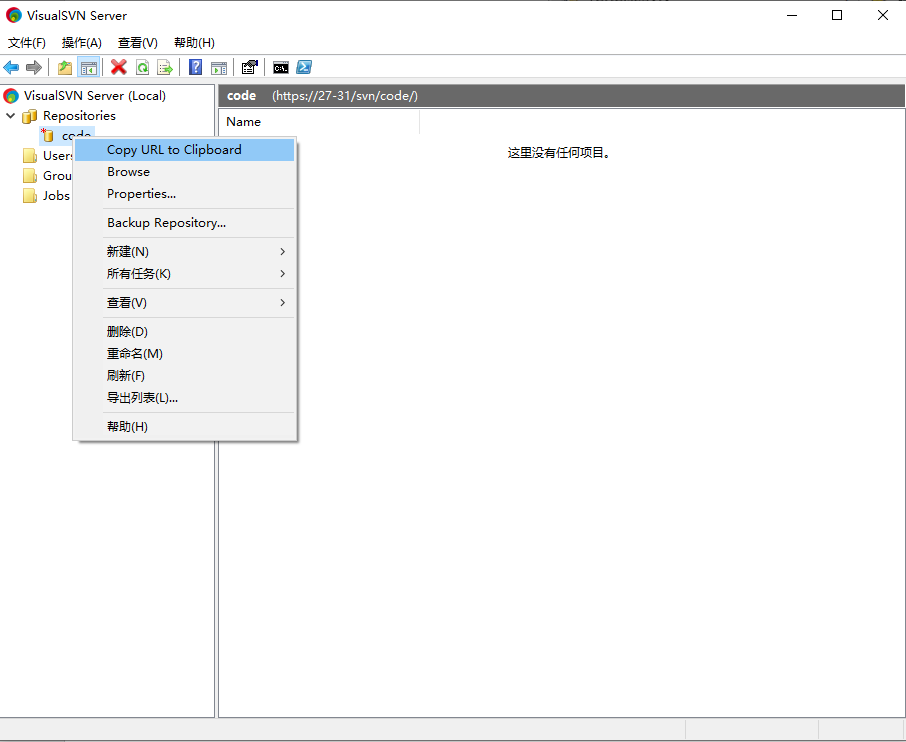 VisualSVN Server
文件(F) 操作(A) 查看(V) 帮助(H)
VisualSVN Server (Local)
Repositories
code
Users
Grou
Jobs
code (https://27-31/svn/code/)
Name
这里没有任何项目。
Copy URL to Clipboard
Browse
Properties...
Backup Repository...
新建(N)
所有任务(K)
查看(V)
删除(D)
重命名(M)
刷新(F)
导出列表(L)...
帮助(H)